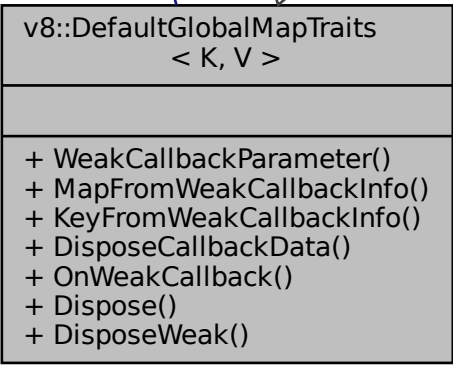 v8::DefaultGlobalMapTraits
< K, V >
+ WeakCallbackParameter()
+ MapFromWeakCallbackInfo()
+ KeyFromWeakCallbackInfo()
+ DisposeCallbackData()
+ OnWeakCallback()
+ Dispose()
+ DisposeWeak()